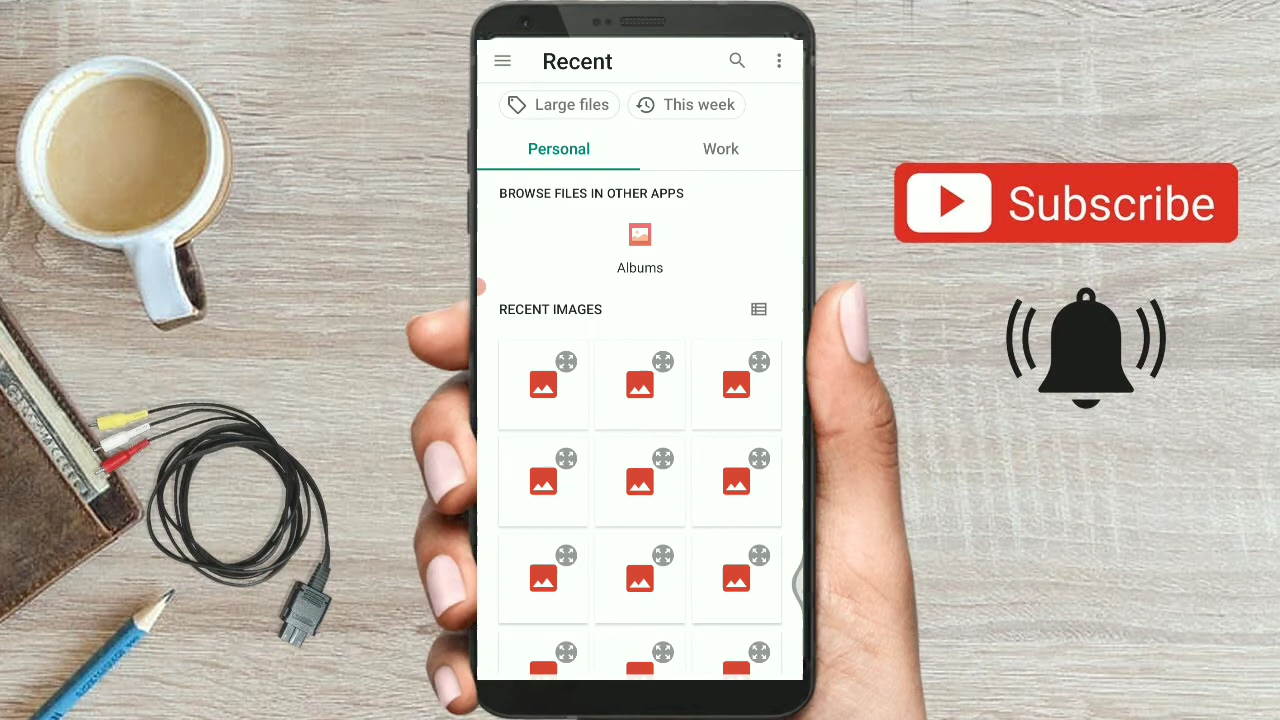 Recent
Large files
This week
Personal
Work
BROWSE FILES IN OTHER APPS
Albums
RECENT IMAGES
Subscribe